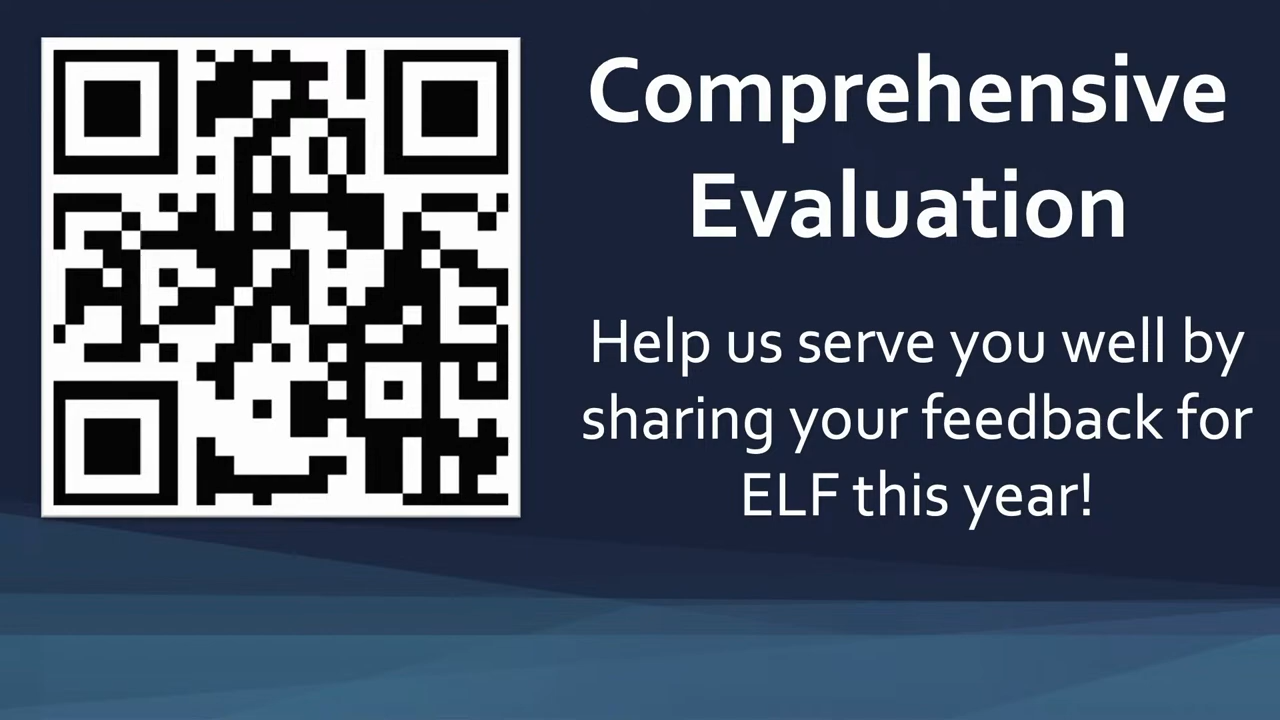 Comprehensive
Evaluation
Help us serve you well by
sharing your feedback for
ELF this year!